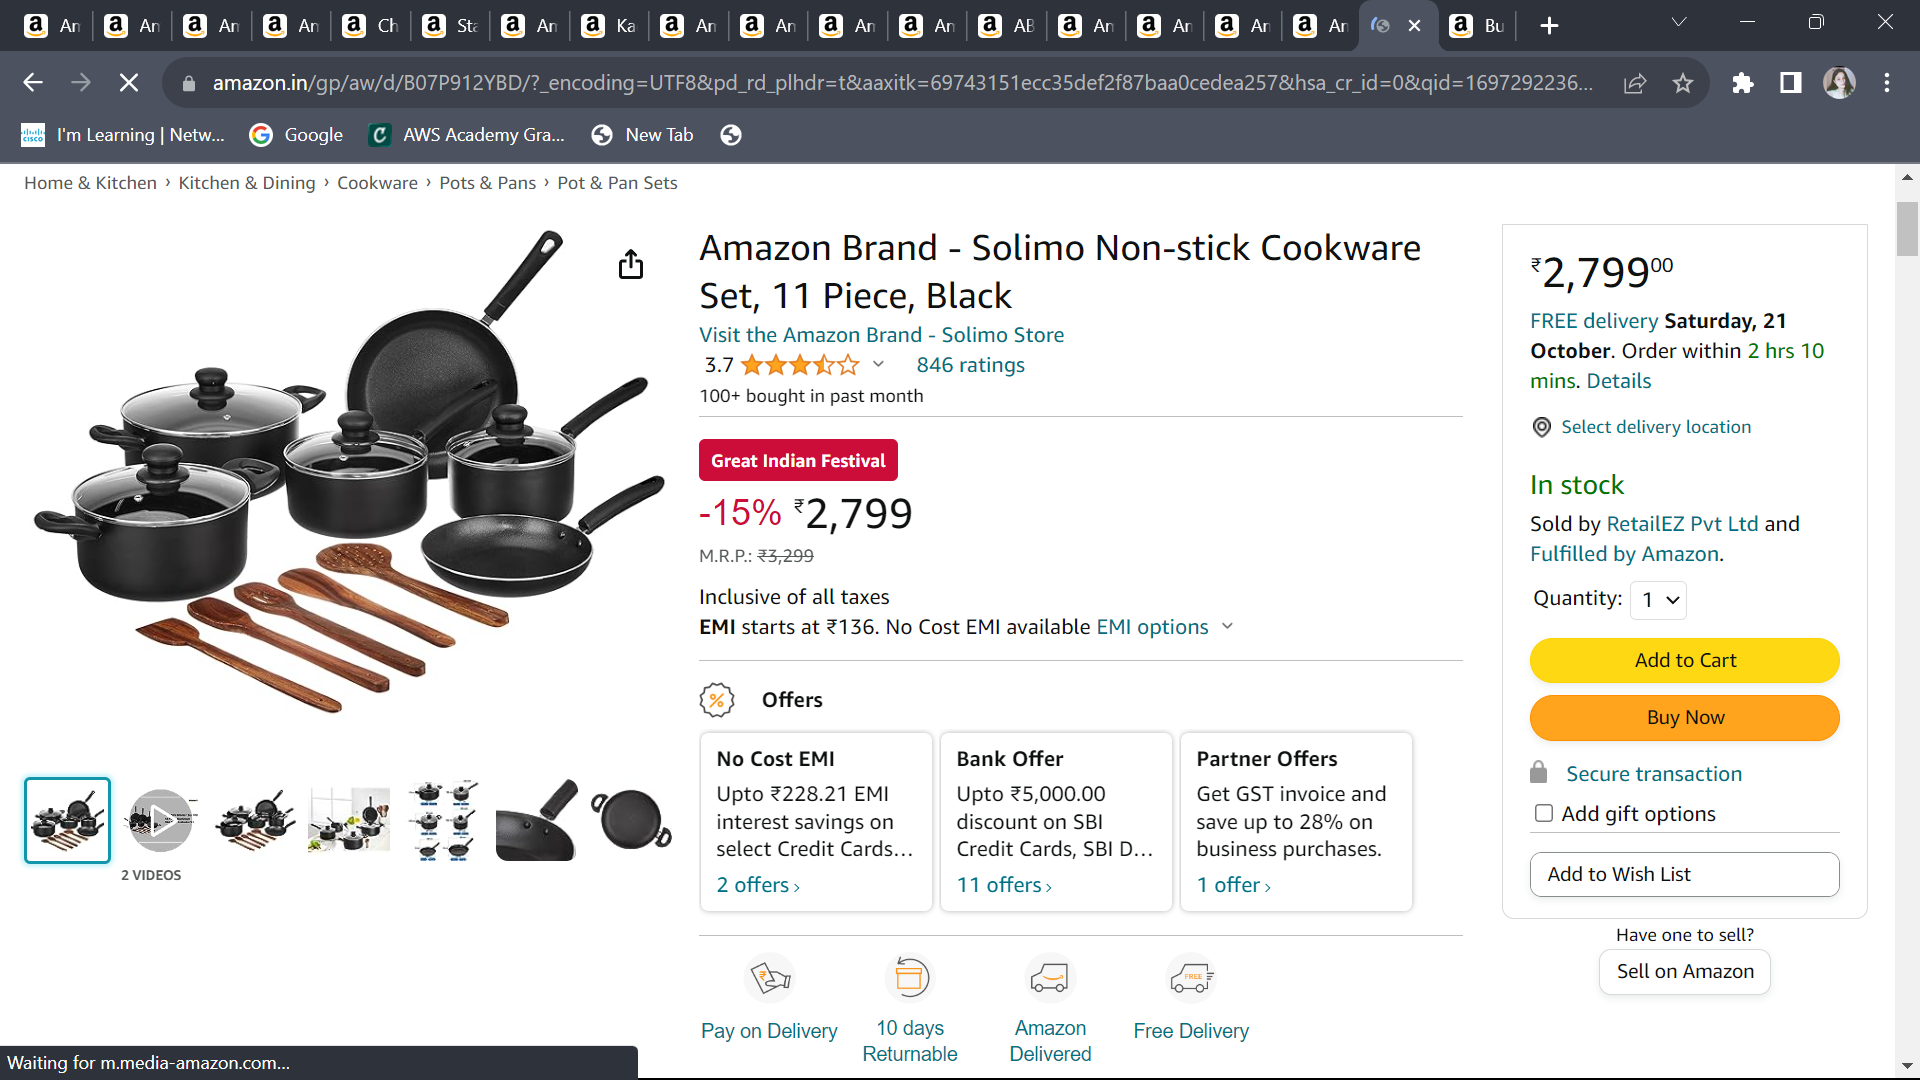 An
An
An
An
Ch
Sta
An
Ka
An
An
An
An
AB
An
An
An
An
Bu
amazon.in/gp/aw/d/B07P912YBD/?_encoding=UTF8&pd_rd_plhdr=t&aaxitk=69743151ecc35def2f87baa0cedea257&hsa_cr_id=0&qid=1697292236...
I'm Learning | Netw...
Google
AWS Academy Gra...
New Tab
Home & Kitchen › Kitchen & Dining › Cookware › Pots & Pans › Pot & Pan Sets
Amazon Brand - Solimo Non-stick Cookware
Set, 11 Piece, Black
Visit the Amazon Brand - Solimo Store
3.7
846 ratings
100+ bought in past month
Great Indian Festival
-15% ₹2,799
M.R.P.: ₹3,299
Inclusive of all taxes
EMI starts at ₹136. No Cost EMI available EMI options
Offers
No Cost EMI
Upto ₹228.21 EMI
interest savings on
select Credit Cards...
2 offers ›
Bank Offer
Upto ₹5,000.00
discount on SBI
Credit Cards, SBI D...
11 offers ›
Partner Offers
Get GST invoice and
save up to 28% on
business purchases.
1 offer ›
Pay on Delivery
10 days
Returnable
Amazon
Delivered
FREE
Free Delivery
2 VIDEOS
₹2,79900
FREE delivery Saturday, 21
October. Order within 2 hrs 10
mins. Details
Select delivery location
In stock
Sold by RetailEZ Pvt Ltd and
Fulfilled by Amazon.
Quantity: 1
Add to Cart
Buy Now
Secure transaction
Add gift options
Add to Wish List
Have one to sell?
Sell on Amazon
Waiting for m.media-amazon.com...